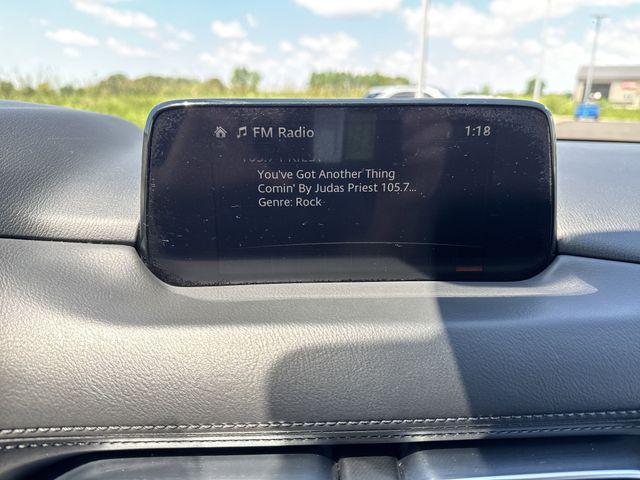 FM Radio 1:18
You've Got Another Thing
Comin' By Judas Priest 105.7...
Genre: Rock